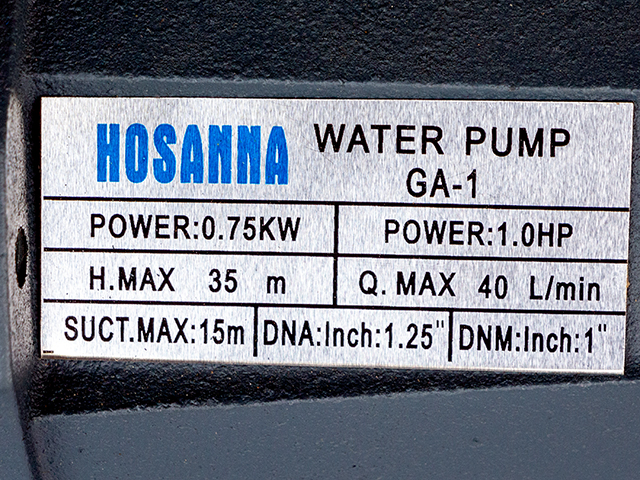 HOSANNA WATER PUMP
GA-1
POWER:0.75KW POWER:1.0HP
H.MAX 35 m Q. MAX 40 L/min
SUCT.MAX:15m DNA:Inch:1.25" DNM:Inch:1"